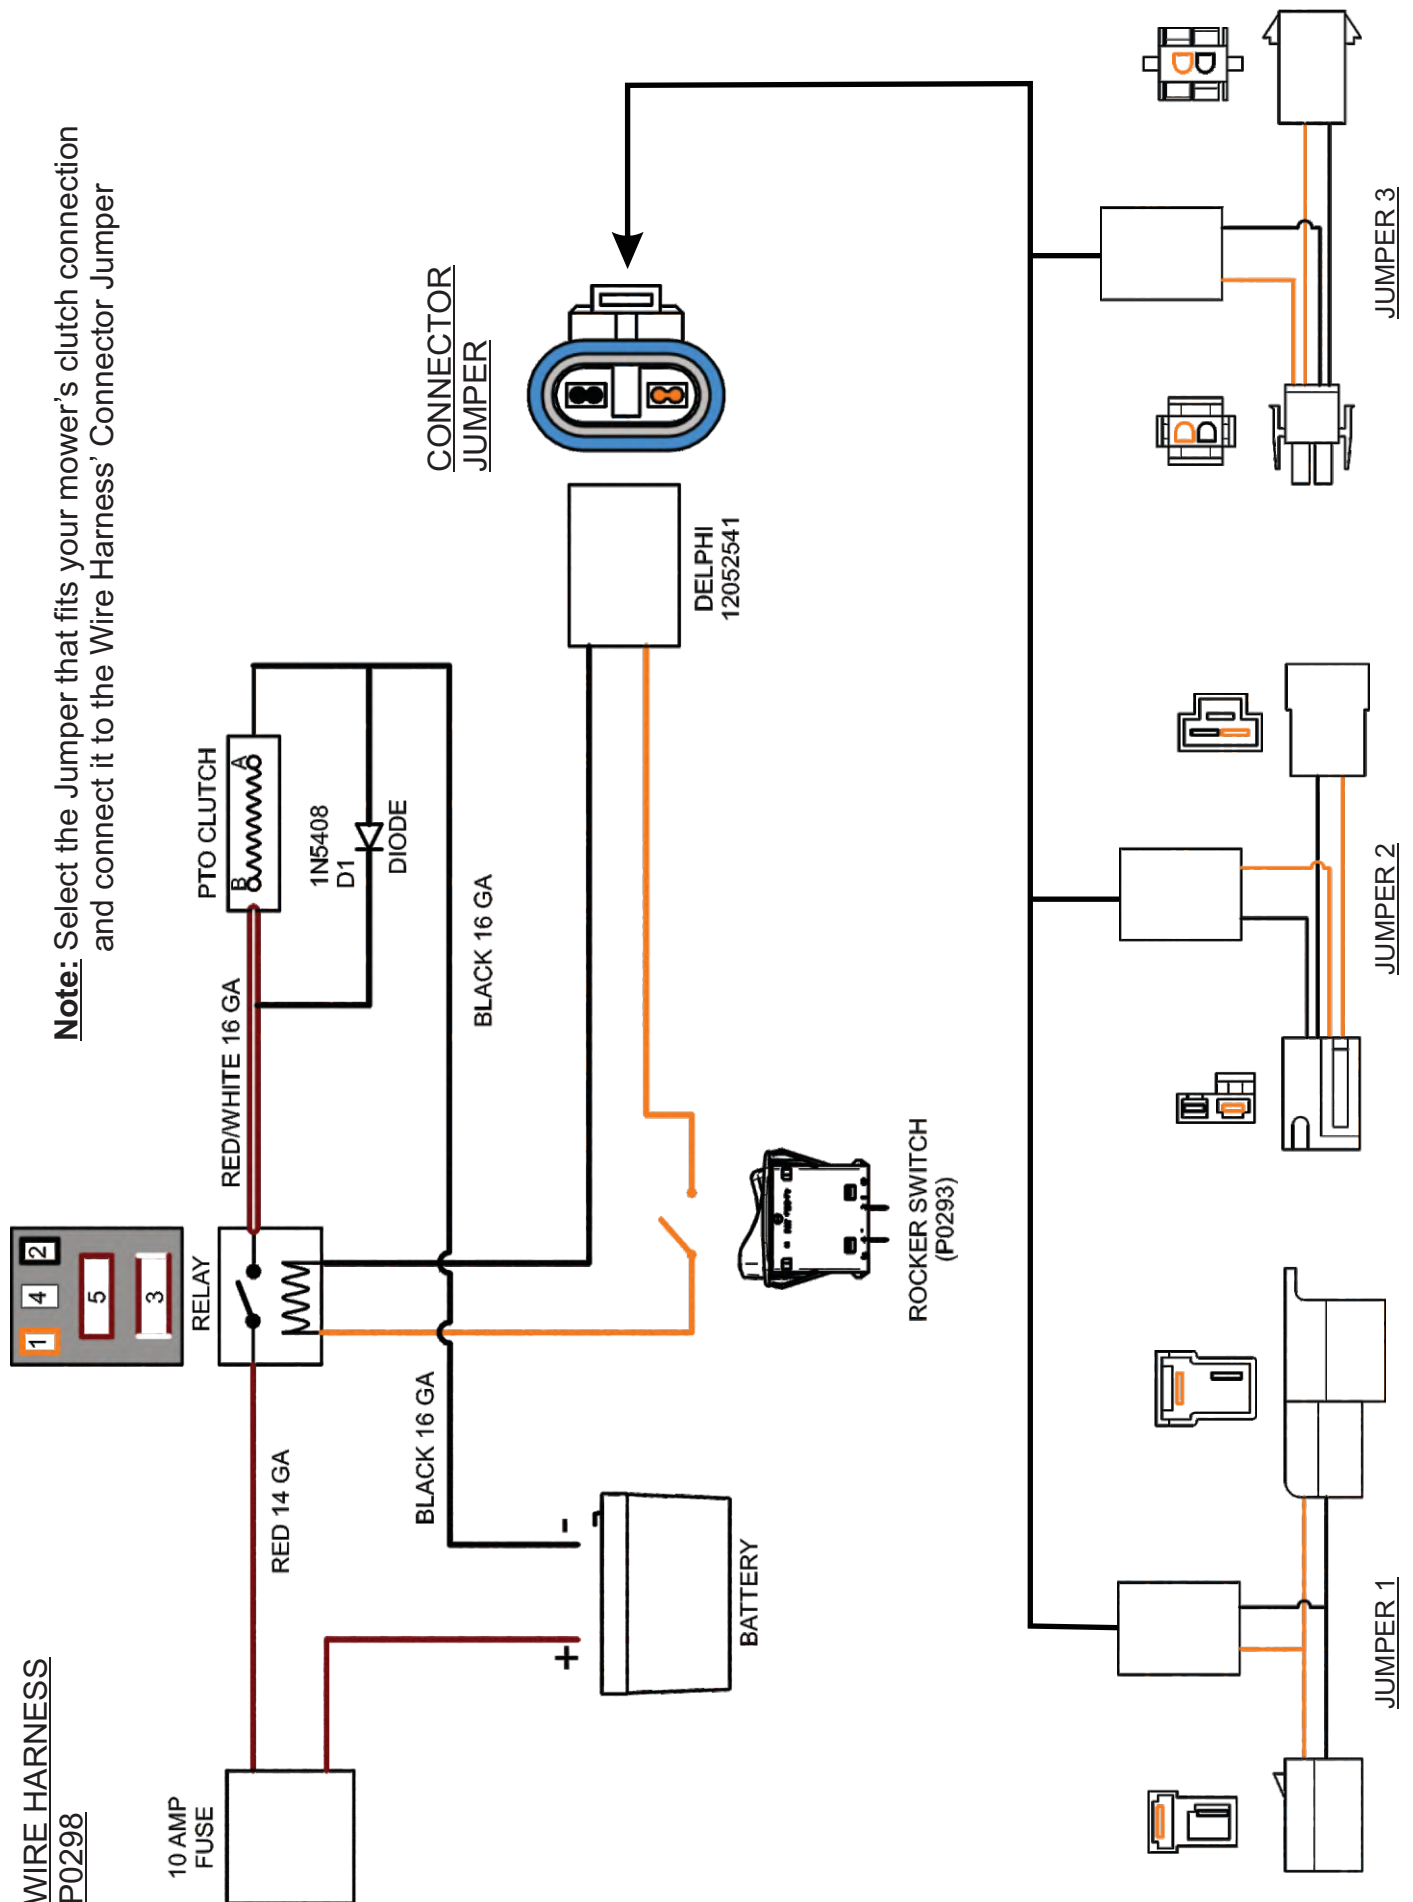 WIRE HARNESS
P0298
Note: Select the Jumper that fits your mower's clutch connection
and connect it to the Wire Harness' Connector Jumper
10 AMP
FUSE
RED 14 GA
1
4
2
5
3
RELAY
RED/WHITE 16 GA
PTO CLUTCH
B
A
1N5408
D1
DIODE
BLACK 16 GA
BLACK 16 GA
+
-
BATTERY
ROCKER SWITCH
(P0293)
DELPHI
12052541
CONNECTOR
JUMPER
JUMPER 1
JUMPER 2
JUMPER 3